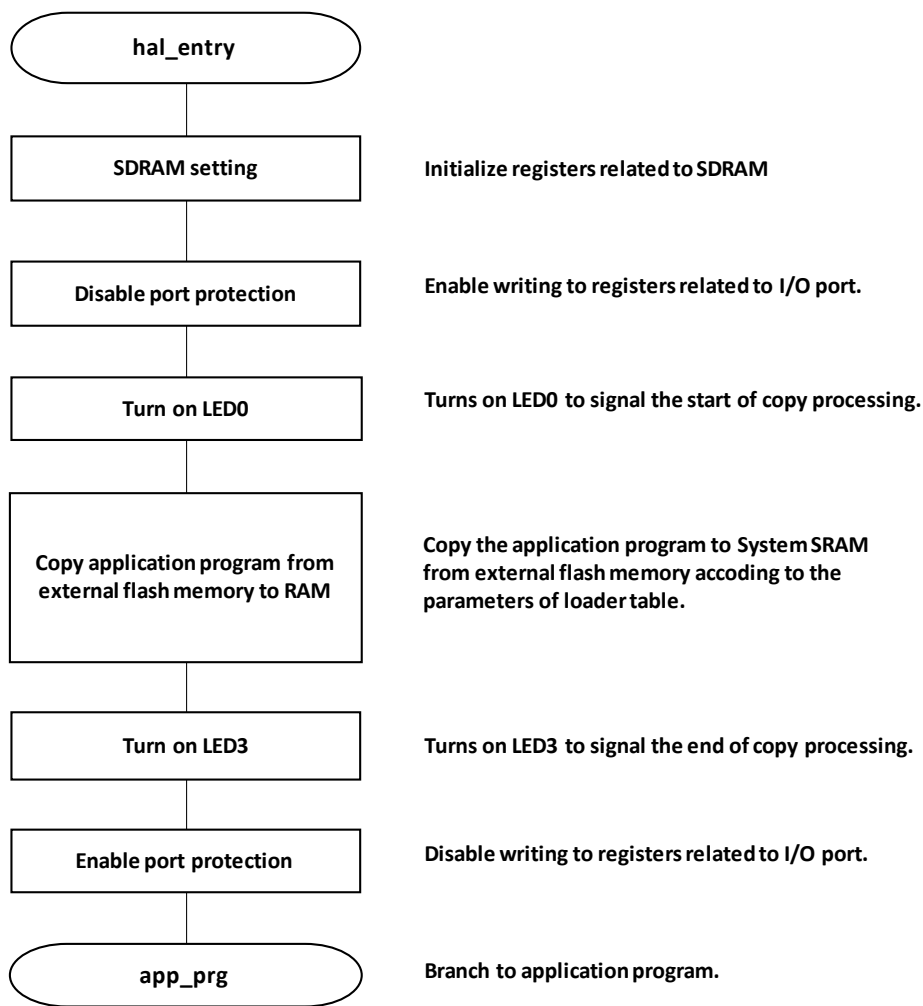 hal_entry
SDRAM setting
Initialize registers related to SDRAM
Disable port protection
Enable writing to registers related to I/O port.
Turn on LED0
Turns on LED0 to signal the start of copy processing.
Copy application program from
external flash memory to RAM
Copy the application program to System SRAM
from external flash memory accoding to the
parameters of loader table.
Turn on LED3
Turns on LED3 to signal the end of copy processing.
Enable port protection
Disable writing to registers related to I/O port.
app_prg
Branch to application program.